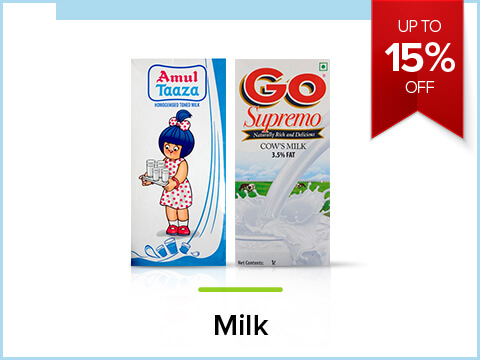 UP TO
15%
OFF
Amul
Taaza
HOMOGENISED TONED MILK
GO
Supremo
Naturally Rich and Delicious
COW'S MILK
3.5% FAT
Net Contents: 1ℓ
Milk